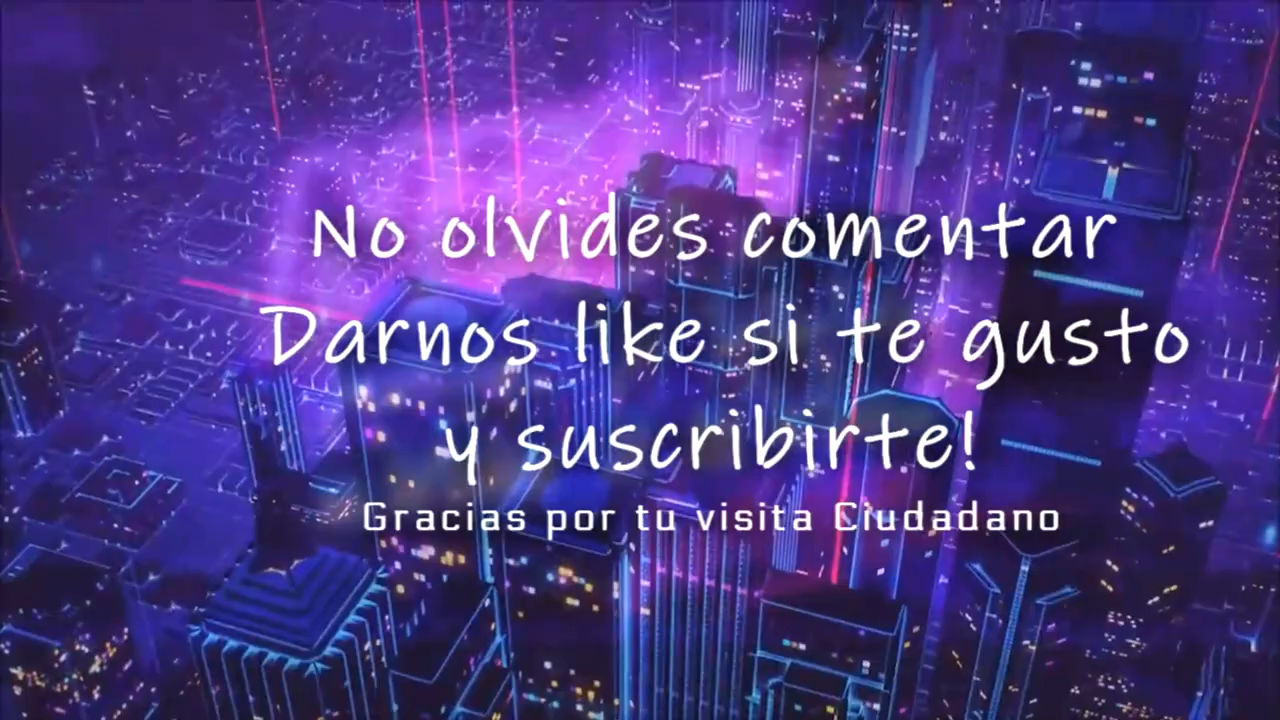 No olvides comentar
Darnos like si te gusto
y suscribirte!
Gracias por tu visita Ciudadano